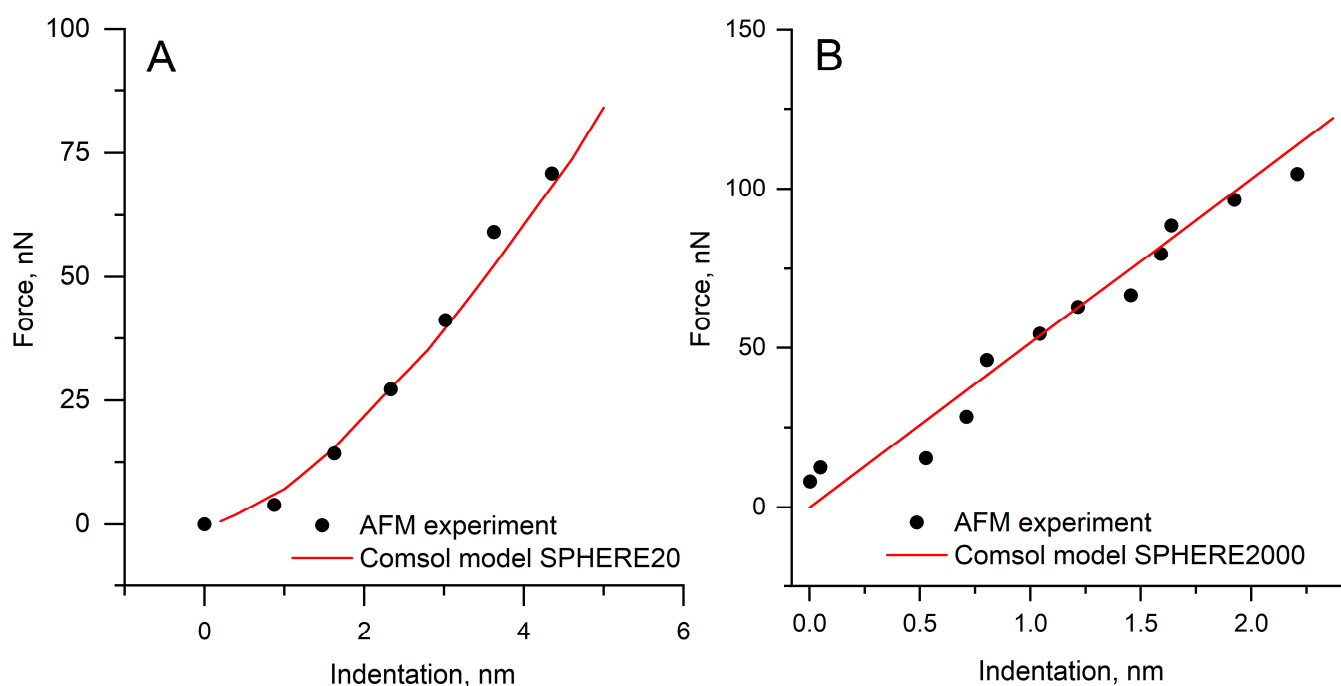 A
100
75
50
25
0
Force, nN
AFM experiment
Comsol model SPHERE20
0
2
4
6
Indentation, nm
B
150
100
50
0
Force, nN
AFM experiment
Comsol model SPHERE2000
0.0
0.5
1.0
1.5
2.0
Indentation, nm